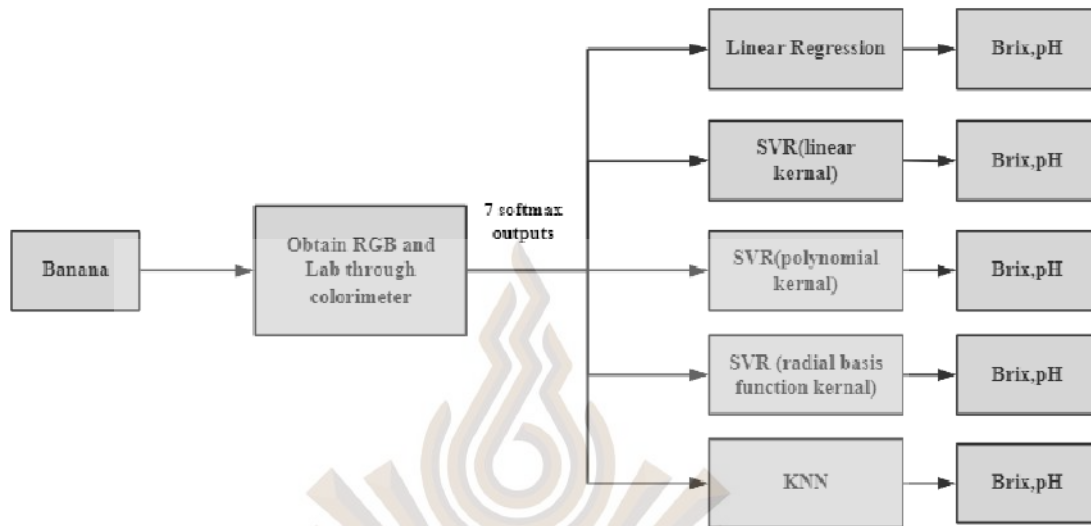 Linear Regression
Brix,pH
SVR(linear
kernal)
Brix,pH
7 softmax
outputs
Banana
Obtain RGB and
Lab through
colorimeter
SVR(polynomial
kernal)
Brix,pH
SVR (radial basis
function kernal)
Brix,pH
KNN
Brix,pH